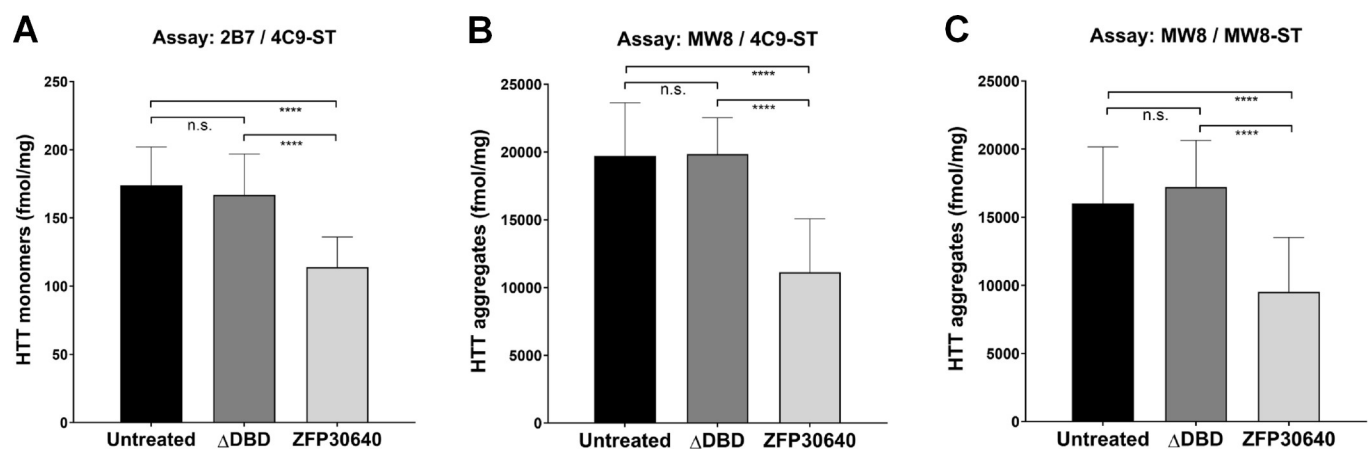 A
Assay: 2B7 / 4C9-ST
HTT monomers (fmol/mg)
250
200
150
100
50
0
****
n.s.
****
Untreated
ΔDBD
ZFP30640
B
Assay: MW8 / 4C9-ST
HTT aggregates (fmol/mg)
25000
20000
15000
10000
5000
0
****
n.s.
****
Untreated
ΔDBD
ZFP30640
C
Assay: MW8 / MW8-ST
HTT aggregates (fmol/mg)
25000
20000
15000
10000
5000
0
****
n.s.
****
Untreated
ΔDBD
ZFP30640